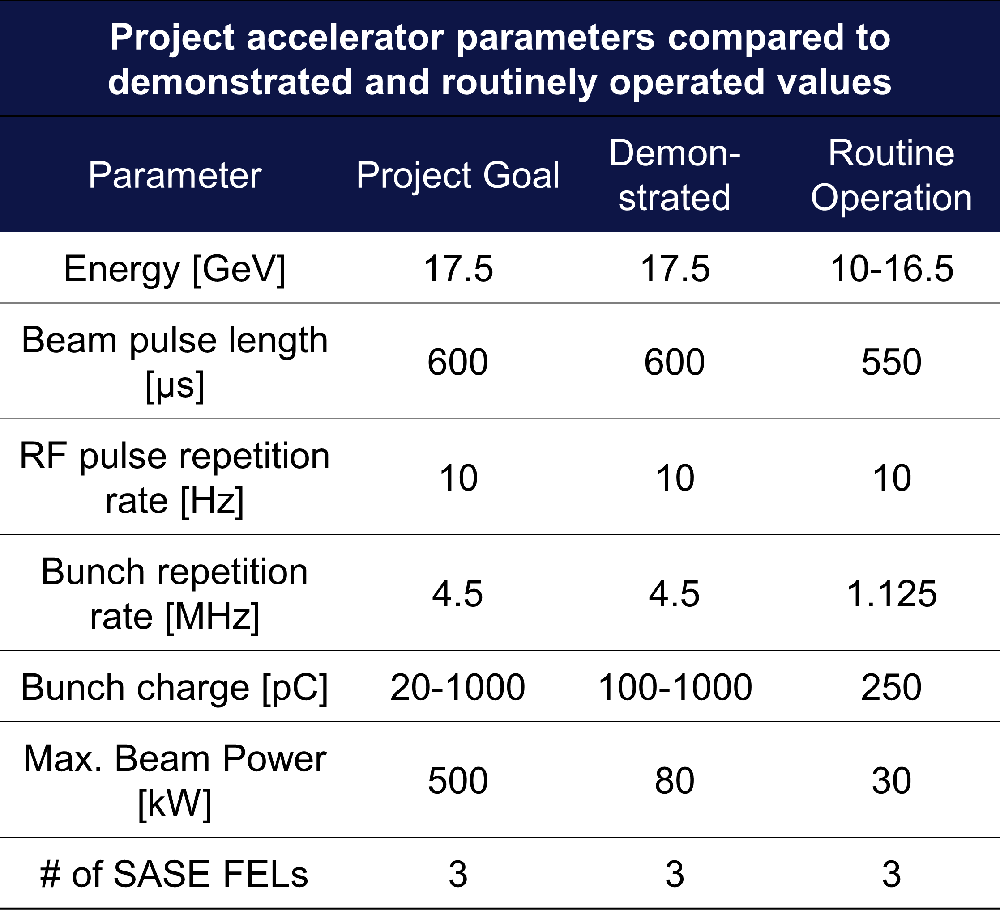 Project accelerator parameters compared to
demonstrated and routinely operated values
Parameter
Project Goal
Demon-
strated
Routine
Operation
Energy [GeV]
17.5
17.5
10-16.5
Beam pulse length
[µs]
600
600
550
RF pulse repetition
rate [Hz]
10
10
10
Bunch repetition
rate [MHz]
4.5
4.5
1.125
Bunch charge [pC]
20-1000
100-1000
250
Max. Beam Power
[kW]
500
80
30
# of SASE FELs
3
3
3